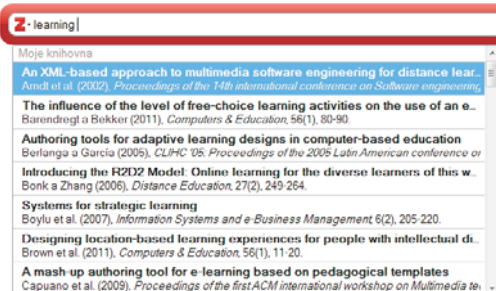 Z learning
Moje knihovna
An XML-based approach to multimedia software engineering for distance lear...
Arndt et al. (2002), Proceedings of the 14th international conference on Software engineering
The influence of the level of free-choice learning activities on the use of an e...
Barendregt a Bekker (2011), Computers & Education, 56(1), 80-90.
Authoring tools for adaptive learning designs in computer-based education
Berlanga a García (2005), CLIHC '05: Proceedings of the 2005 Latin American conference on
Introducing the R2D2 Model: Online learning for the diverse learners of this w...
Bonk a Zhang (2006), Distance Education, 27(2), 249-264.
Systems for strategic learning
Boylu et al. (2007), Information Systems and e-Business Management, 6(2), 205-220.
Designing location-based learning experiences for people with intellectual di...
Brown et al. (2011), Computers & Education, 56(1), 11-20.
A mash-up authoring tool for e-learning based on pedagogical templates
Capuano et al. (2009), Proceedings of the first ACM international workshop on Multimedia te